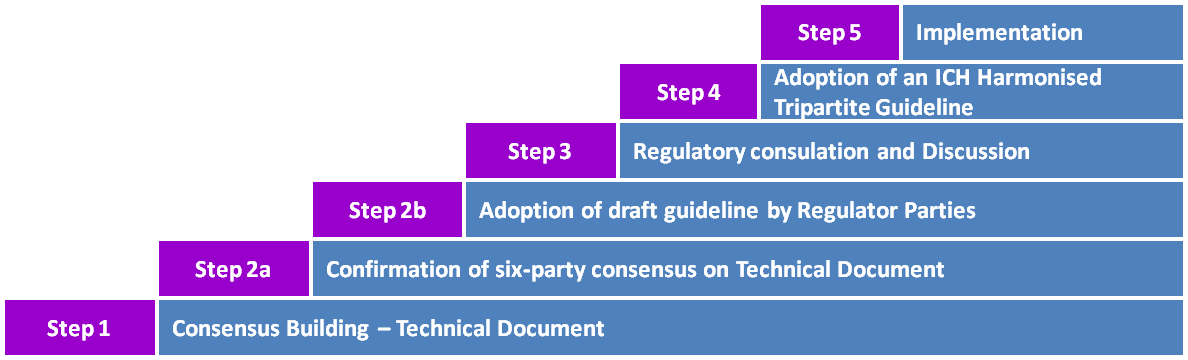 Step 5 Implementation
Step 4 Adoption of an ICH Harmonised
Tripartite Guideline
Step 3 Regulatory consulation and Discussion
Step 2b Adoption of draft guideline by Regulator Parties
Step 2a Confirmation of six-party consensus on Technical Document
Step 1 Consensus Building – Technical Document